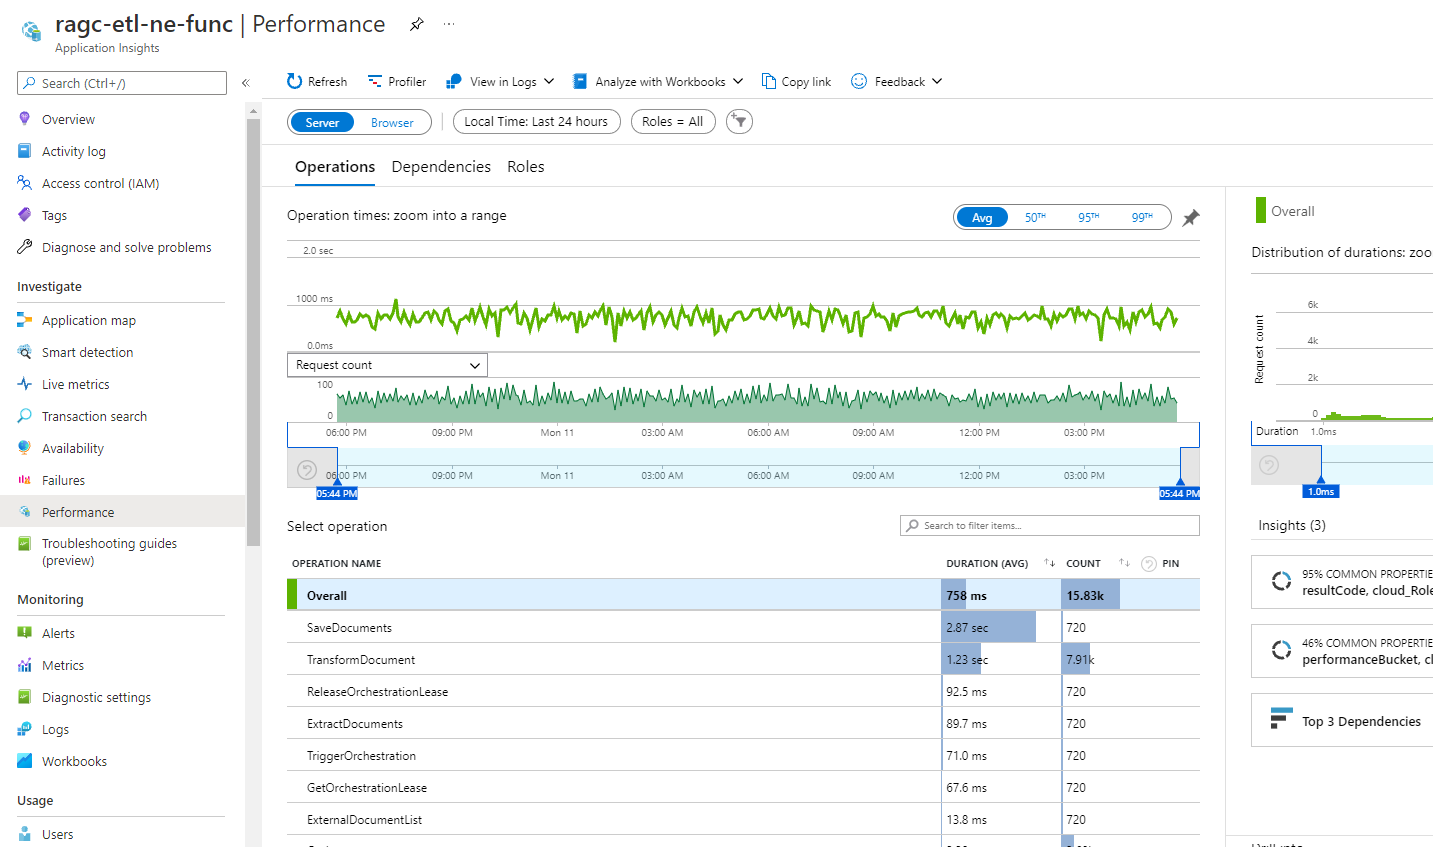 ragc-etl-ne-func | Performance
Application Insights
Search (Ctrl+/)
«
Overview
Activity log
Access control (IAM)
Tags
Diagnose and solve problems
Investigate
Application map
Smart detection
Live metrics
Transaction search
Availability
Failures
Performance
Troubleshooting guides
(preview)
Monitoring
Alerts
Metrics
Diagnostic settings
Logs
Workbooks
Usage
Users
Refresh Profiler View in Logs Analyze with Workbooks Copy link Feedback
Server Browser Local Time: Last 24 hours Roles = All
Operations Dependencies Roles
Operation times: zoom into a range
Avg 50TH 95TH 99TH
2.0 sec
1000 ms
0.0ms
Request count
100
0
06:00 PM 09:00 PM Mon 11 03:00 AM 06:00 AM 09:00 AM 12:00 PM 03:00 PM
06:00 PM 09:00 PM Mon 11 03:00 AM 06:00 AM 09:00 AM 12:00 PM 03:00 PM
05:44 PM 05:44 PM
Select operation
Search to filter items...
OPERATION NAME DURATION (AVG) COUNT PIN
Overall 758 ms 15.83k
SaveDocuments 2.87 sec 720
TransformDocument 1.23 sec 7.91k
ReleaseOrchestrationLease 92.5 ms 720
ExtractDocuments 89.7 ms 720
TriggerOrchestration 71.0 ms 720
GetOrchestrationLease 67.6 ms 720
ExternalDocumentList 13.8 ms 720
Overall
Distribution of durations: zoo
Request count
6k
4k
2k
0
Duration 1.0ms
1.0ms
Insights (3)
95% COMMON PROPERTIE
resultCode, cloud_Role
46% COMMON PROPERTIE
performanceBucket, cl
Top 3 Dependencies